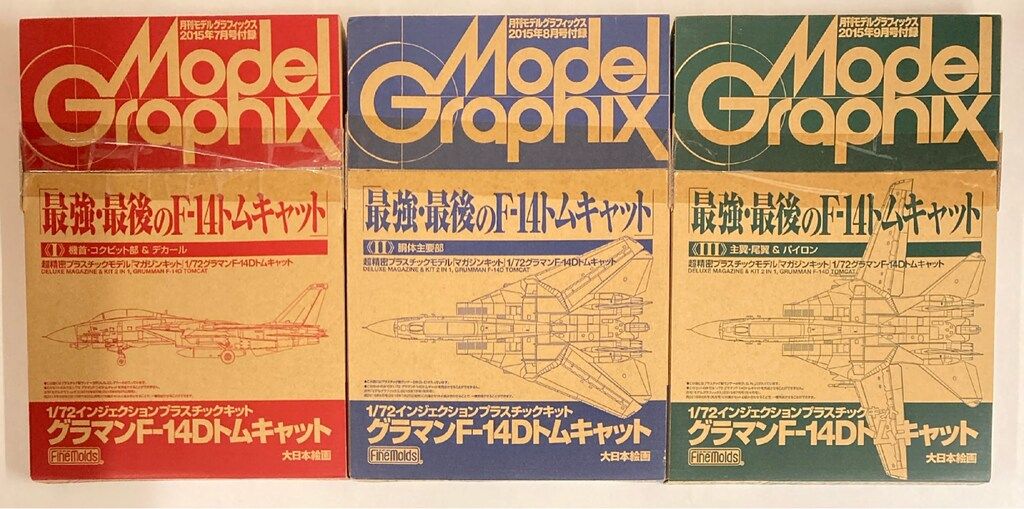 月刊モデルグラフィックス
2015年7月号付録
Model
Graphix
「最強・最後のF-14トムキャット」
《I》機首・コクピット部 & デカール
超精密プラスチックモデル「マガジンキット」1/72グラマンF-14Dトムキャット
DELUXE MAGAZINE & KIT 2 IN 1, GRUMMAN F-14D TOMCAT
1/72インジェクションプラスチックキット
グラマンF-14Dトムキャット
FineMolds
大日本絵画
月刊モデルグラフィックス
2015年8月号付録
Model
Graphix
「最強・最後のF-14トムキャット」
《II》胴体主要部
超精密プラスチックモデル「マガジンキット」1/72グラマンF-14Dトムキャット
DELUXE MAGAZINE & KIT 2 IN 1, GRUMMAN F-14D TOMCAT
1/72インジェクションプラスチックキット
グラマンF-14Dトムキャット
FineMolds
大日本絵画
月刊モデルグラフィックス
2015年9月号付録
Model
Graphix
「最強・最後のF-14トムキャット」
《III》主翼・尾翼 & パイロン
超精密プラスチックモデル「マガジンキット」1/72グラマンF-14Dトムキャット
DELUXE MAGAZINE & KIT 2 IN 1, GRUMMAN F-14D TOMCAT
1/72インジェクションプラスチックキット
グラマンF-14Dトムキャット
FineMolds
大日本絵画